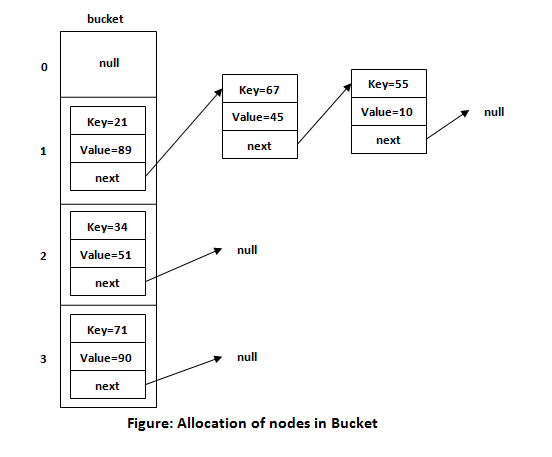 bucket
0
null
1
Key=21
Value=89
next
Key=67
Value=45
next
Key=55
Value=10
next
null
2
Key=34
Value=51
next
null
3
Key=71
Value=90
next
null
Figure: Allocation of nodes in Bucket